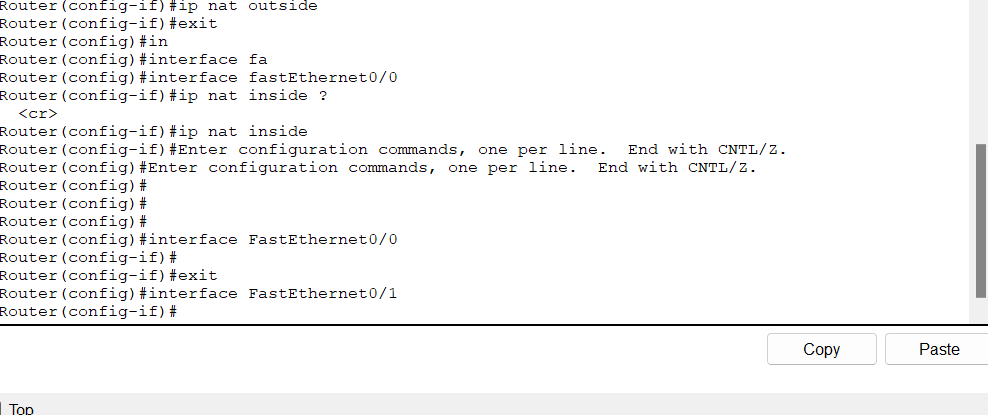 Router(config-if)#ip nat outside
Router(config-if)#exit
Router(config)#in
Router(config)#interface fa
Router(config)#interface fastEthernet0/0
Router(config-if)#ip nat inside ?
  <cr>
Router(config-if)#ip nat inside
Router(config-if)#Enter configuration commands, one per line.  End with CNTL/Z.
Router(config)#Enter configuration commands, one per line.  End with CNTL/Z.
Router(config)#
Router(config)#
Router(config)#
Router(config)#interface FastEthernet0/0
Router(config-if)#
Router(config-if)#exit
Router(config)#interface FastEthernet0/1
Router(config-if)#
Copy Paste
Top